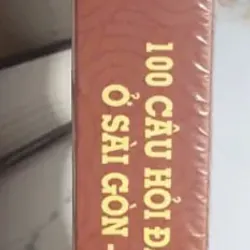 100 CÂU HỎI Đ
Ở SÀI GÒN -